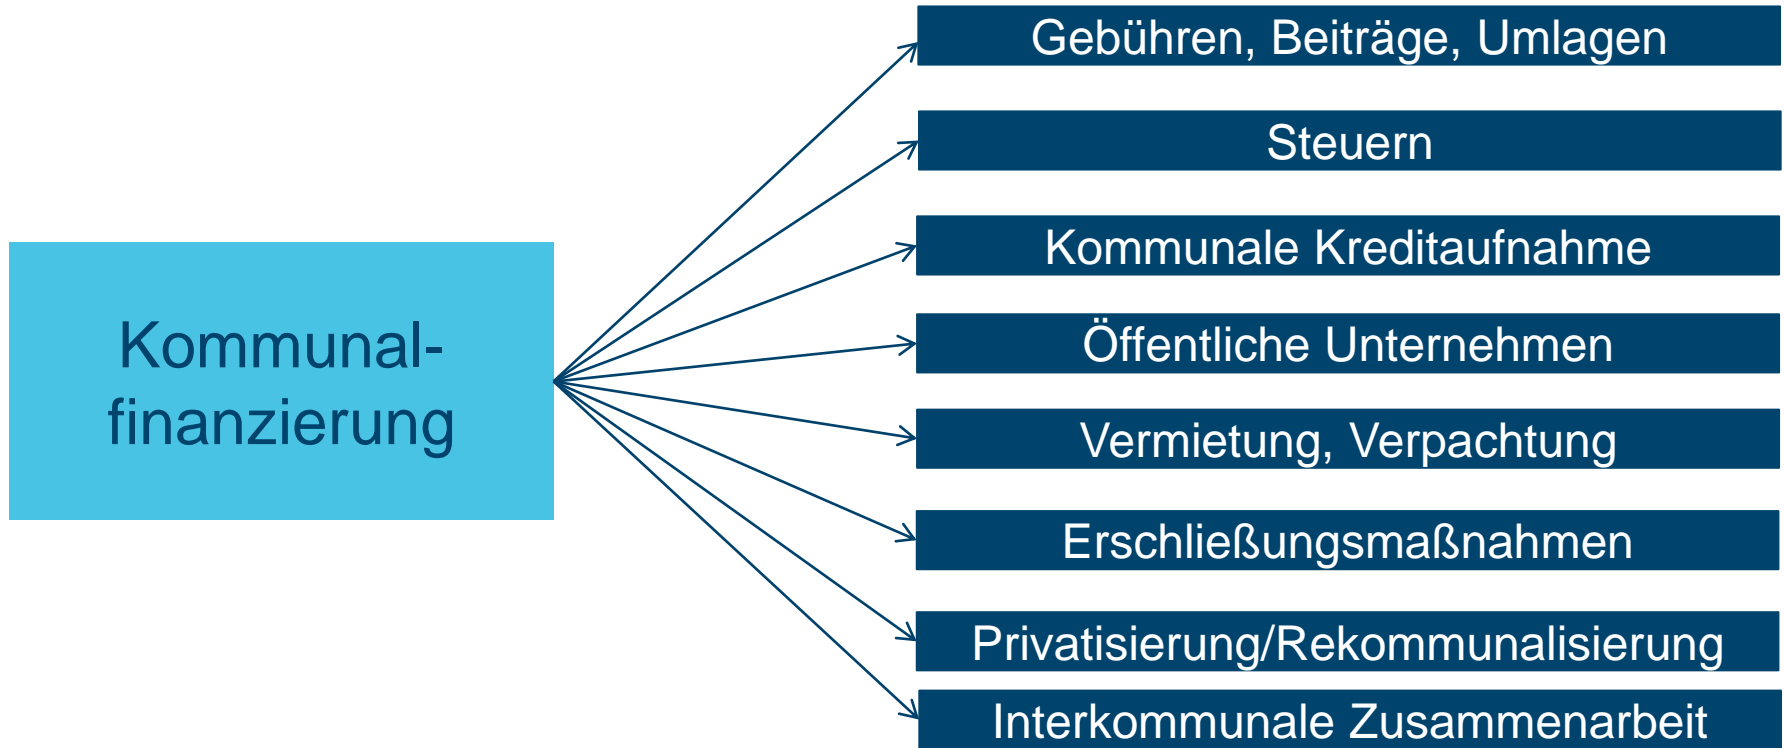 Gebühren, Beiträge, Umlagen
Steuern
Kommunale Kreditaufnahme
Öffentliche Unternehmen
Kommunal-
finanzierung
Vermietung, Verpachtung
Erschließungsmaßnahmen
Privatisierung/Rekommunalisierung
Interkommunale Zusammenarbeit